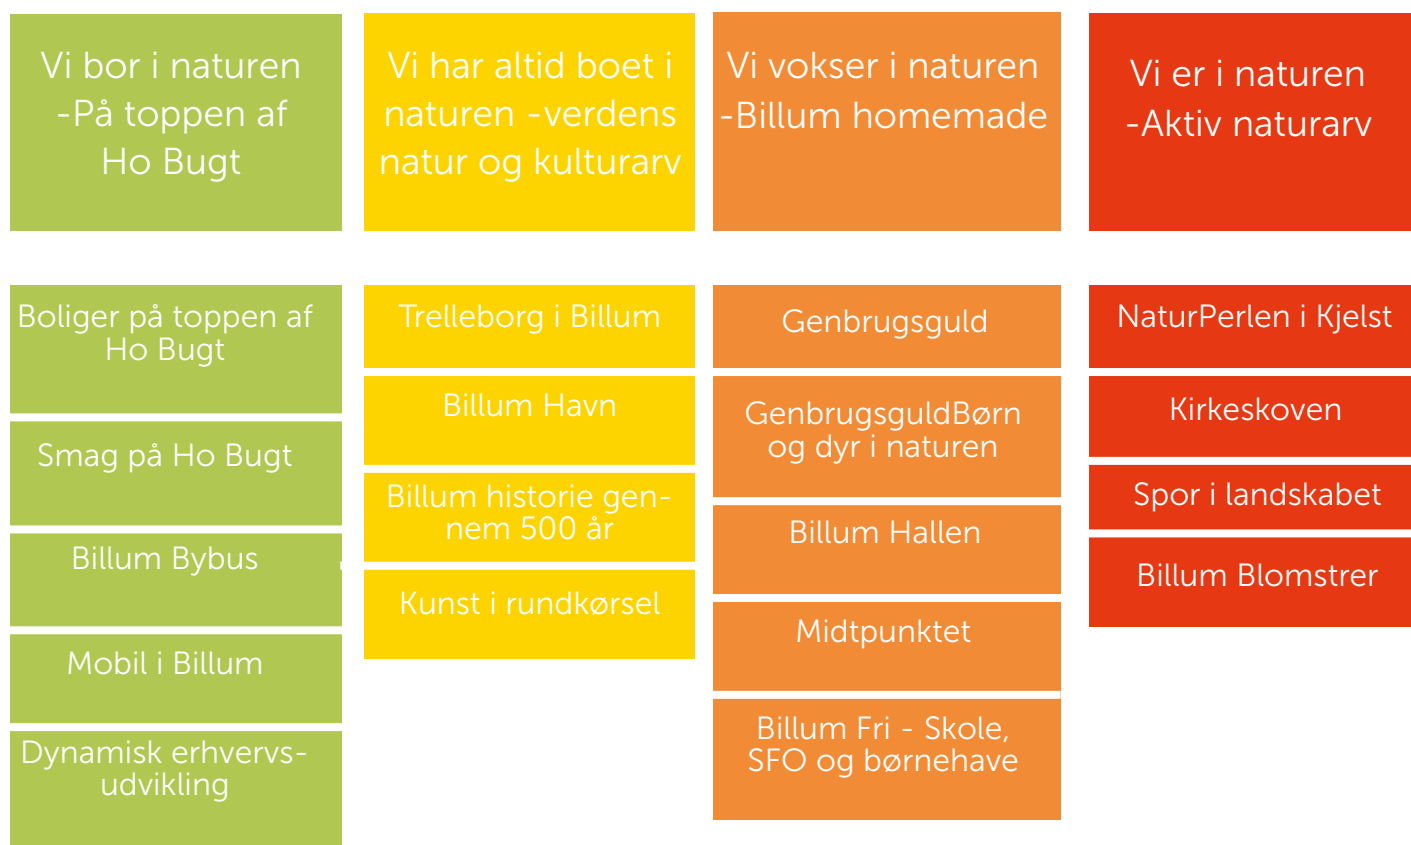 Vi bor i naturen
-På toppen af
Ho Bugt
Vi har altid boet i
naturen -verdens
natur og kulturarv
Vi vokser i naturen
-Billum homemade
Vi er i naturen
-Aktiv naturarv
Boliger på toppen af
Ho Bugt
Smag på Ho Bugt
Billum Bybus
Mobil i Billum
Dynamisk erhvervs-
udvikling
Trelleborg i Billum
Billum Havn
Billum historie gen-
nem 500 år
Kunst i rundkørsel
Genbrugsguld
GenbrugsguldBørn
og dyr i naturen
Billum Hallen
Midtpunktet
Billum Fri - Skole,
SFO og børnehave
NaturPerlen i Kjelst
Kirkeskoven
Spor i landskabet
Billum Blomstrer